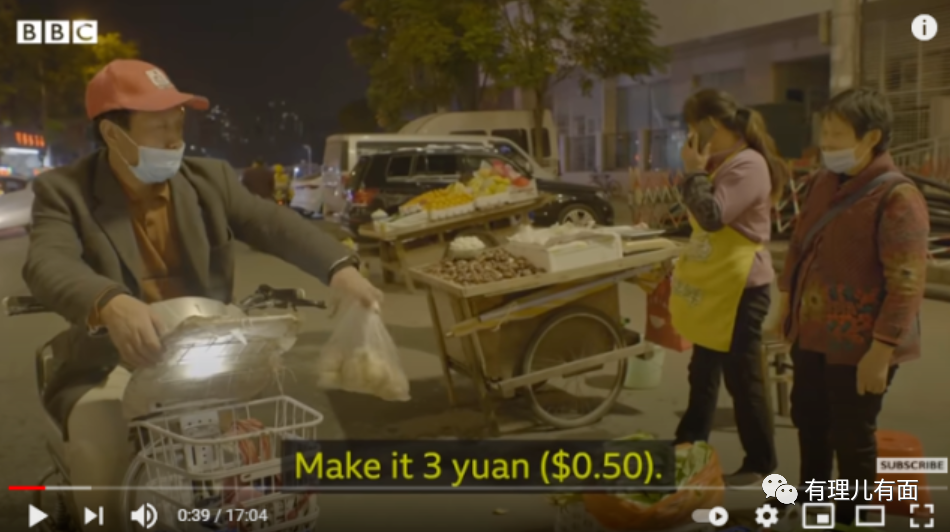 BBC
i
Make it 3 yuan ($0.50).
SUBSCRIBE
有理儿有面
0:39 / 17:04